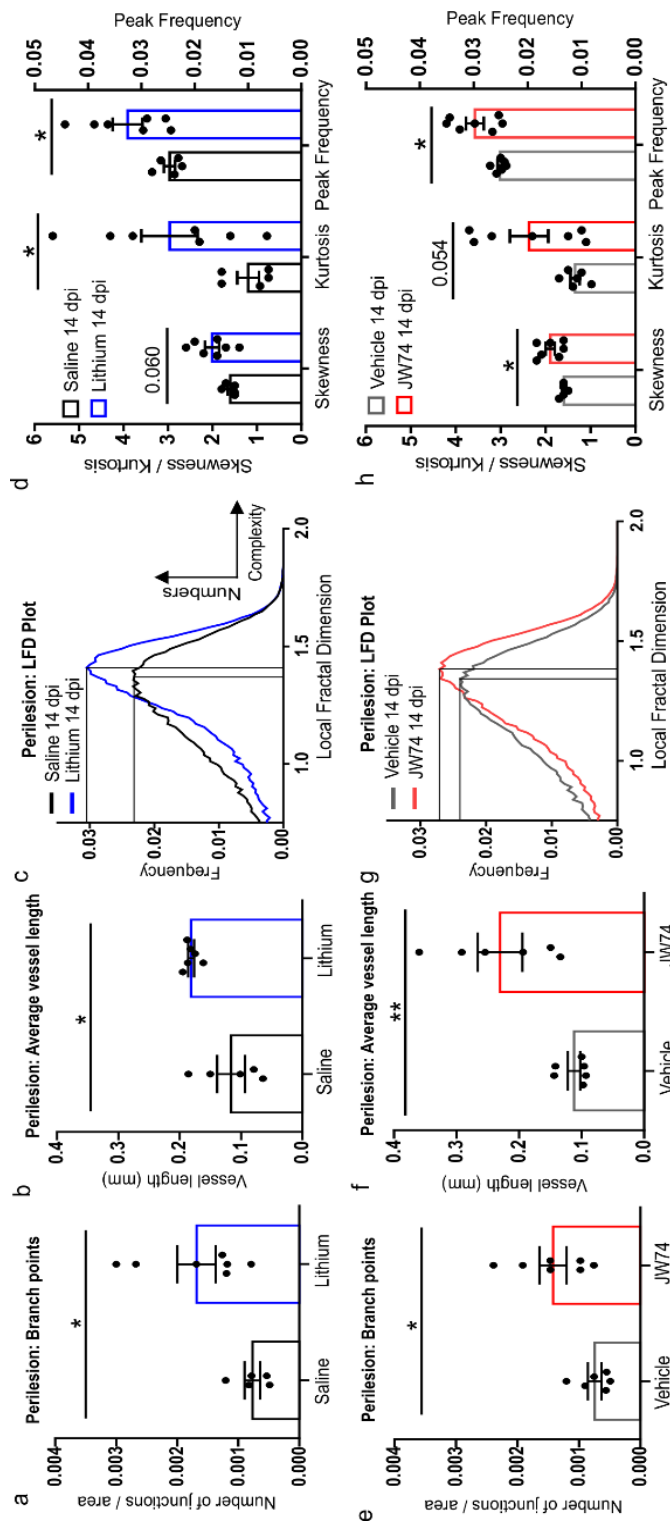 a
Perilesion: Branch points
Number of junctions / area
0.004
0.003
0.002
0.001
0.000
*
Saline
Lithium
b
Perilesion: Average vessel length
Vessel length (mm)
0.4
0.3
0.2
0.1
0.0
*
Saline
Lithium
c
Perilesion: LFD Plot
Saline 14 dpi
Lithium 14 dpi
Frequency
0.03
0.02
0.01
0.00
Numbers
Complexity
1.0
1.5
2.0
Local Fractal Dimension
d
Saline 14 dpi
Lithium 14 dpi
Skewness / Kurtosis
6
5
4
3
2
1
0
0.060
*
*
Peak Frequency
0.05
0.04
0.03
0.02
0.01
0.00
Skewness
Kurtosis
Peak Frequency
e
Perilesion: Branch points
Number of junctions / area
0.004
0.003
0.002
0.001
0.000
*
Vehicle
JW74
f
Perilesion: Average vessel length
Vessel length (mm)
0.4
0.3
0.2
0.1
0.0
**
Vehicle
JW74
g
Perilesion: LFD Plot
Vehicle 14 dpi
JW74 14 dpi
Frequency
0.03
0.02
0.01
0.00
1.0
1.5
2.0
Local Fractal Dimension
h
Vehicle 14 dpi
JW74 14 dpi
Skewness / Kurtosis
6
5
4
3
2
1
0
*
0.054
*
Peak Frequency
0.05
0.04
0.03
0.02
0.01
0.00
Skewness
Kurtosis
Peak Frequency